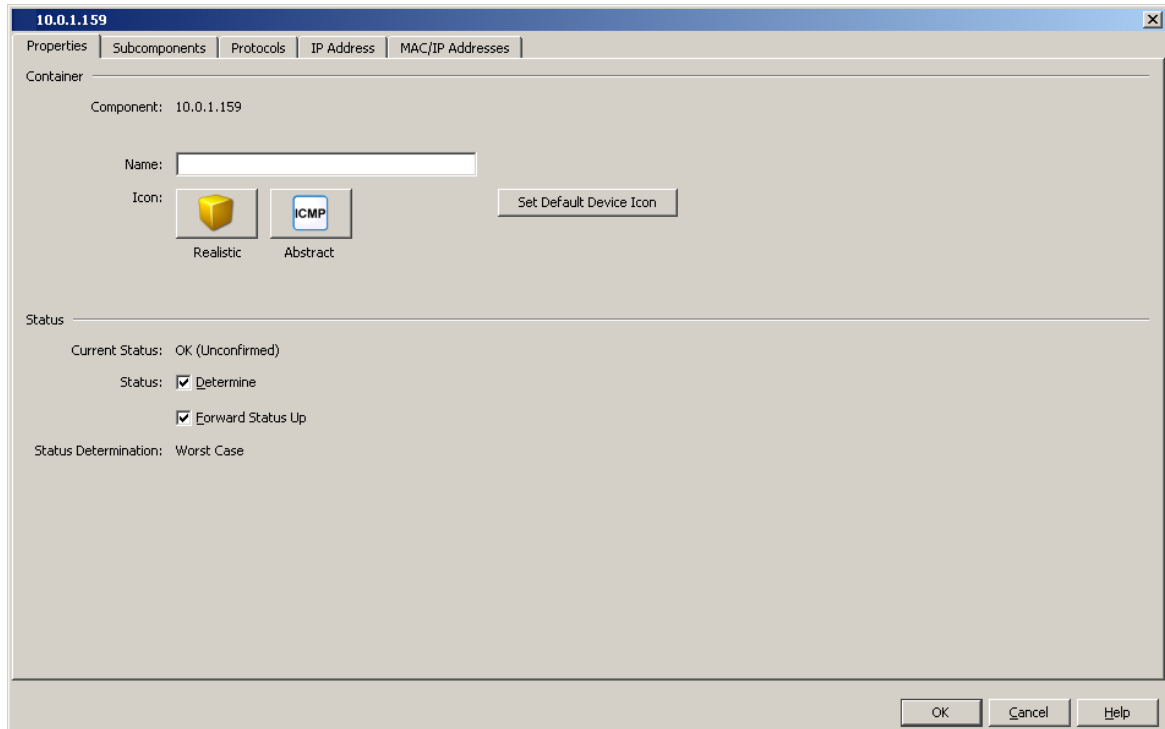 10.0.1.159
Properties Subcomponents Protocols IP Address MAC/IP Addresses
Container
Component: 10.0.1.159
Name:
Icon:
ICMP
Set Default Device Icon
Realistic Abstract
Status
Current Status: OK (Unconfirmed)
Status: Determine
Forward Status Up
Status Determination: Worst Case
OK Cancel Help